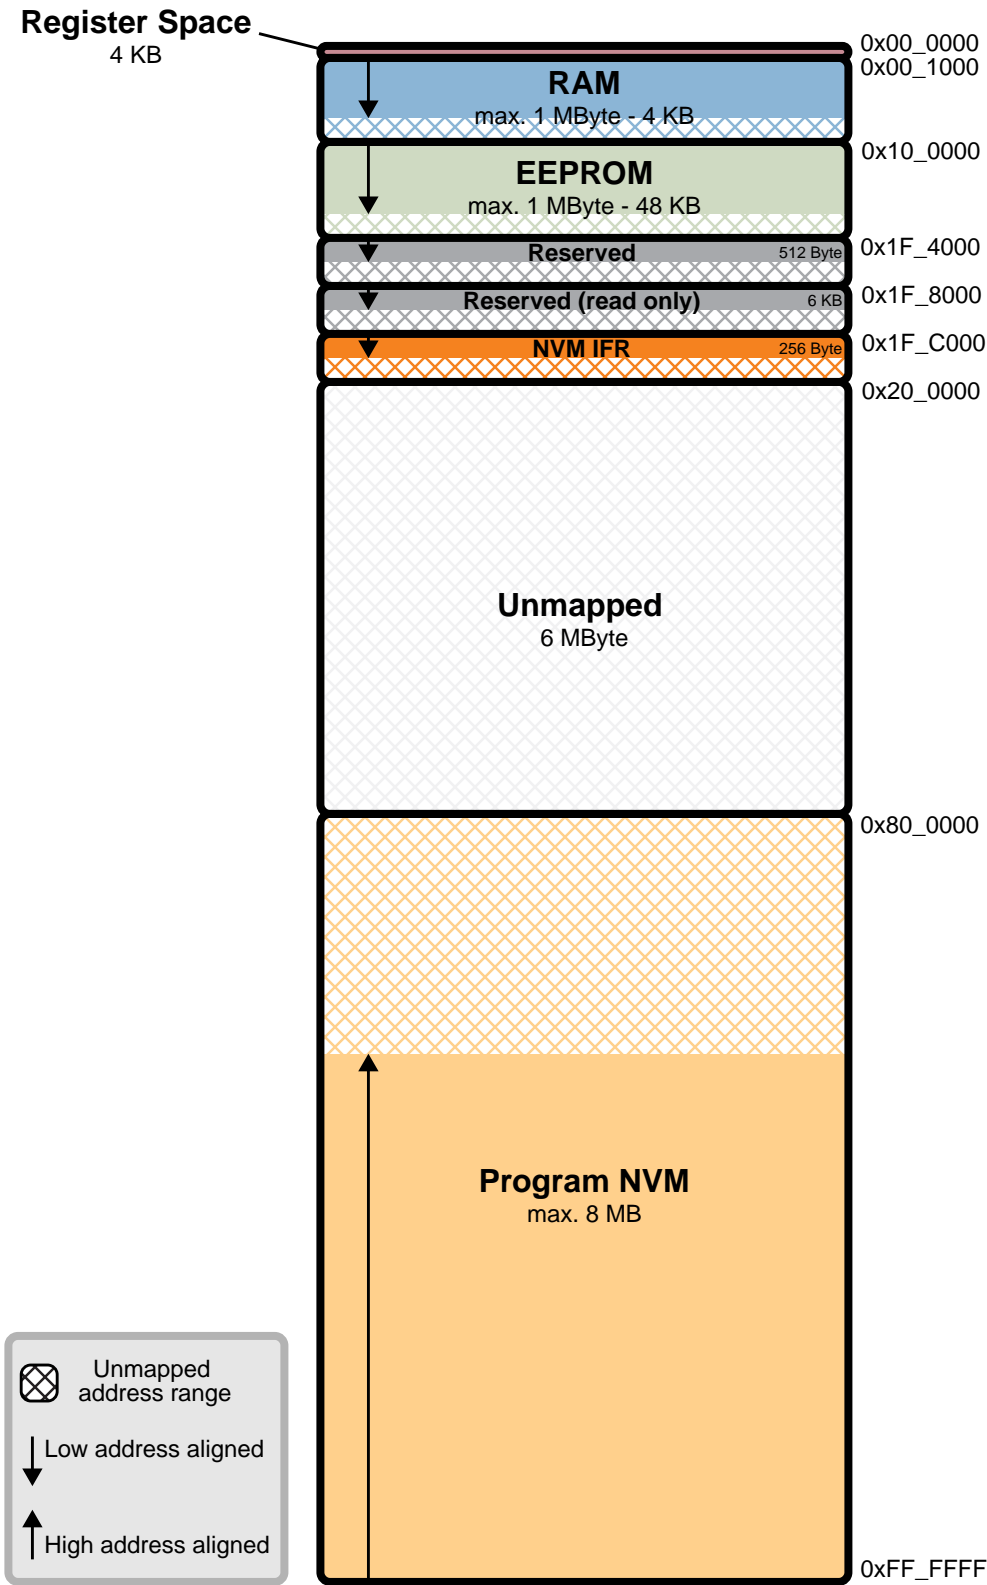 Register Space
4 KB
0x00_0000
0x00_1000
RAM
max. 1 MByte - 4 KB
0x10_0000
EEPROM
max. 1 MByte - 48 KB
Reserved 512 Byte 0x1F_4000
Reserved (read only) 6 KB 0x1F_8000
NVM IFR 256 Byte 0x1F_C000
0x20_0000
Unmapped
6 MByte
0x80_0000
Program NVM
max. 8 MB
Unmapped
address range
Low address aligned
High address aligned
0xFF_FFFF